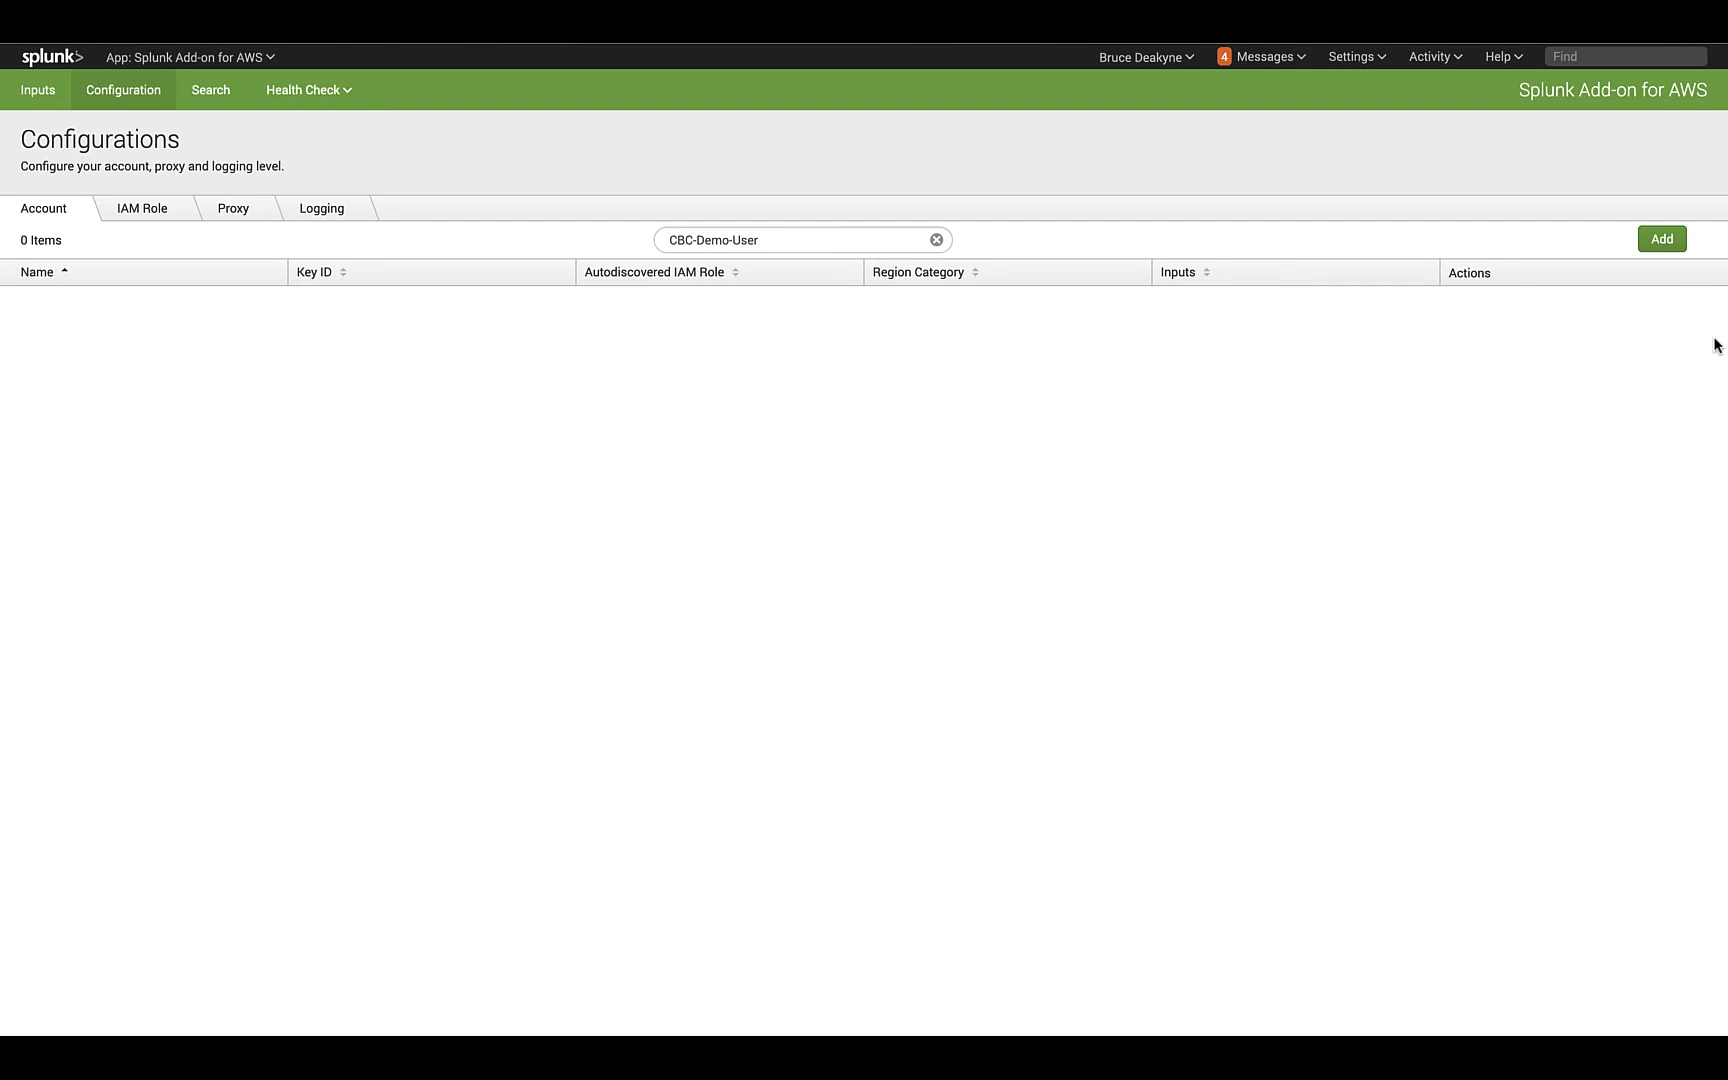 splunk> App: Splunk Add-on for AWS Bruce Deakyne 4 Messages Settings Activity Help Find
Inputs Configuration Search Health Check Splunk Add-on for AWS
Configurations
Configure your account, proxy and logging level.
Account IAM Role Proxy Logging
0 Items CBC-Demo-User Add
Name Key ID Autodiscovered IAM Role Region Category Inputs Actions